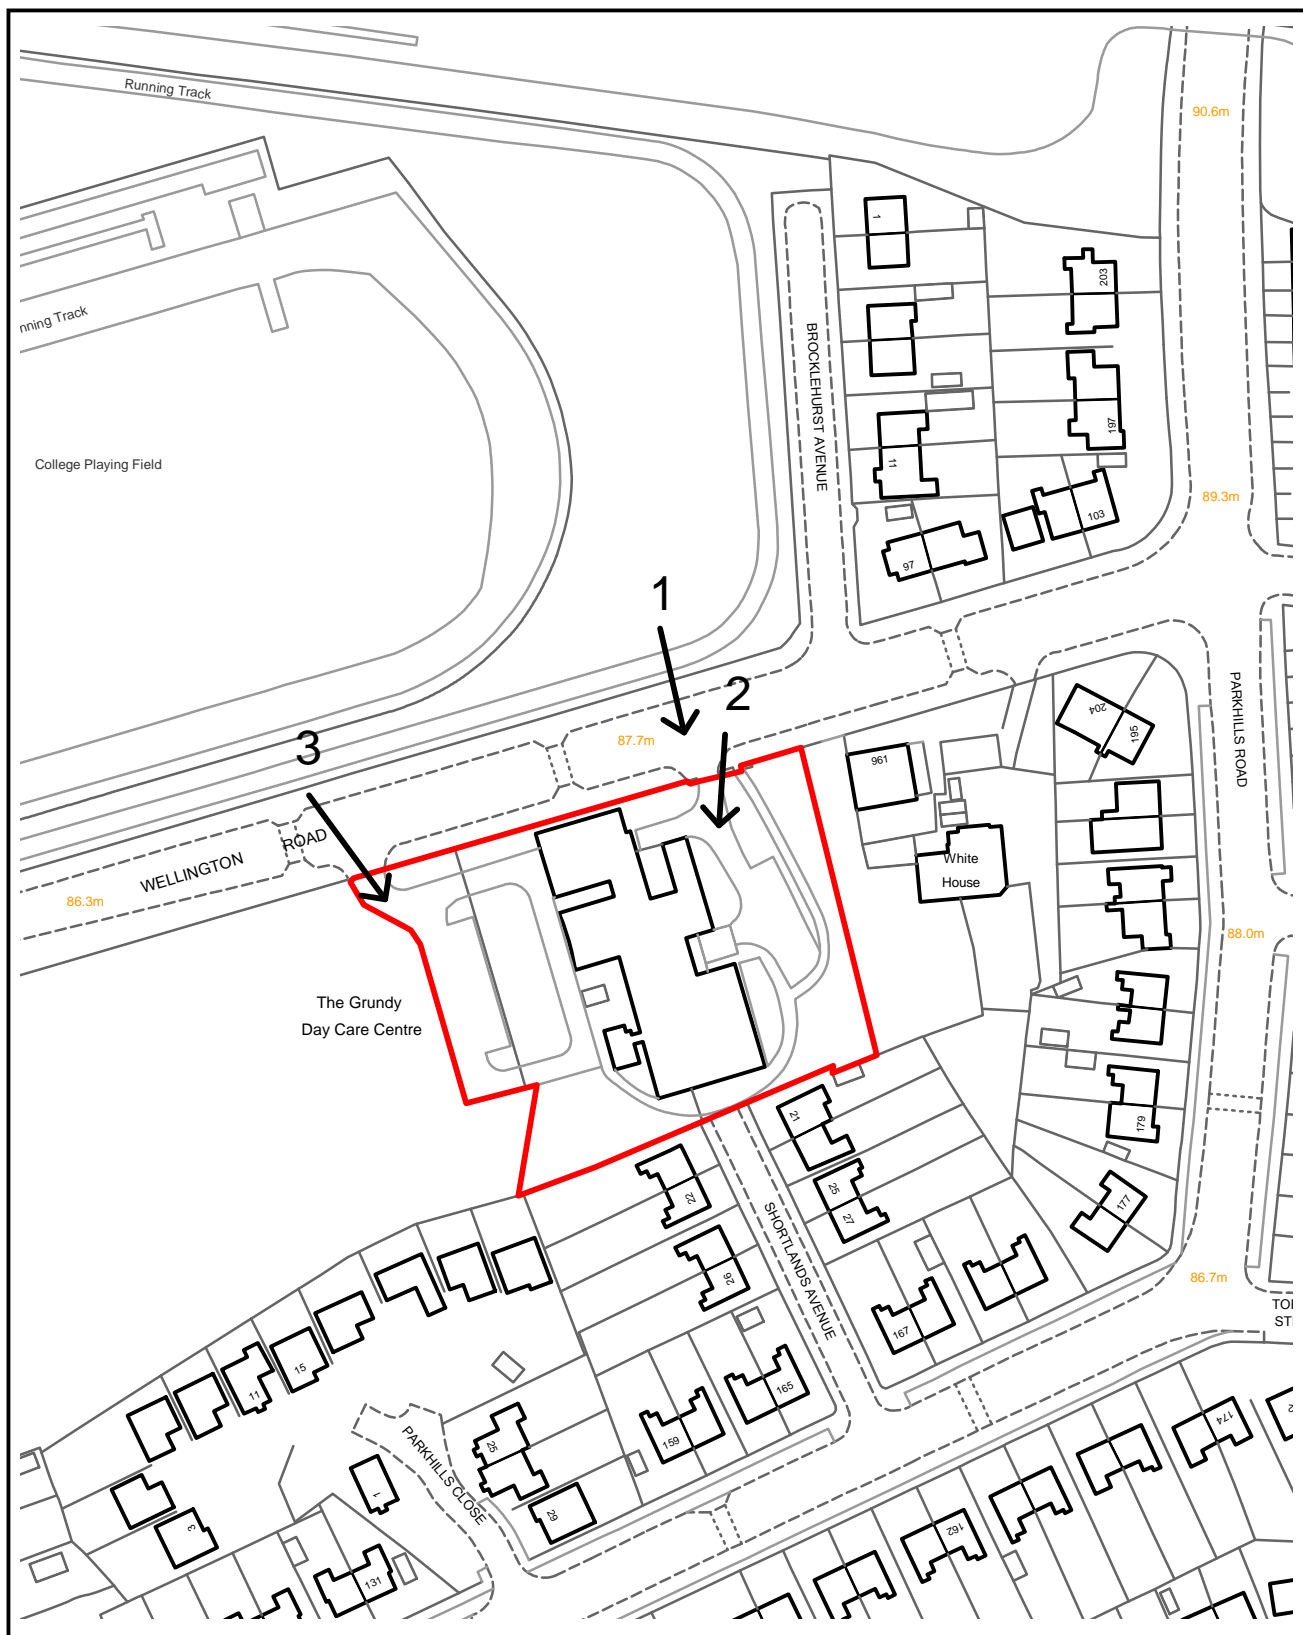 Running Track
90.6m
1
203
nning Track
BROCKLEHURST AVENUE
197
College Playing Field
11
89.3m
103
97
1
2
3
PARKHILLS ROAD
204
195
87.7m
961
WELLINGTON ROAD
White
House
86.3m
88.0m
The Grundy
Day Care Centre
21
179
22
25
27
177
SHORTLANDS AVENUE
26
86.7m
167
15
11
165
159
174
25
PARKHILLS CLOSE
1
29
3
162
131